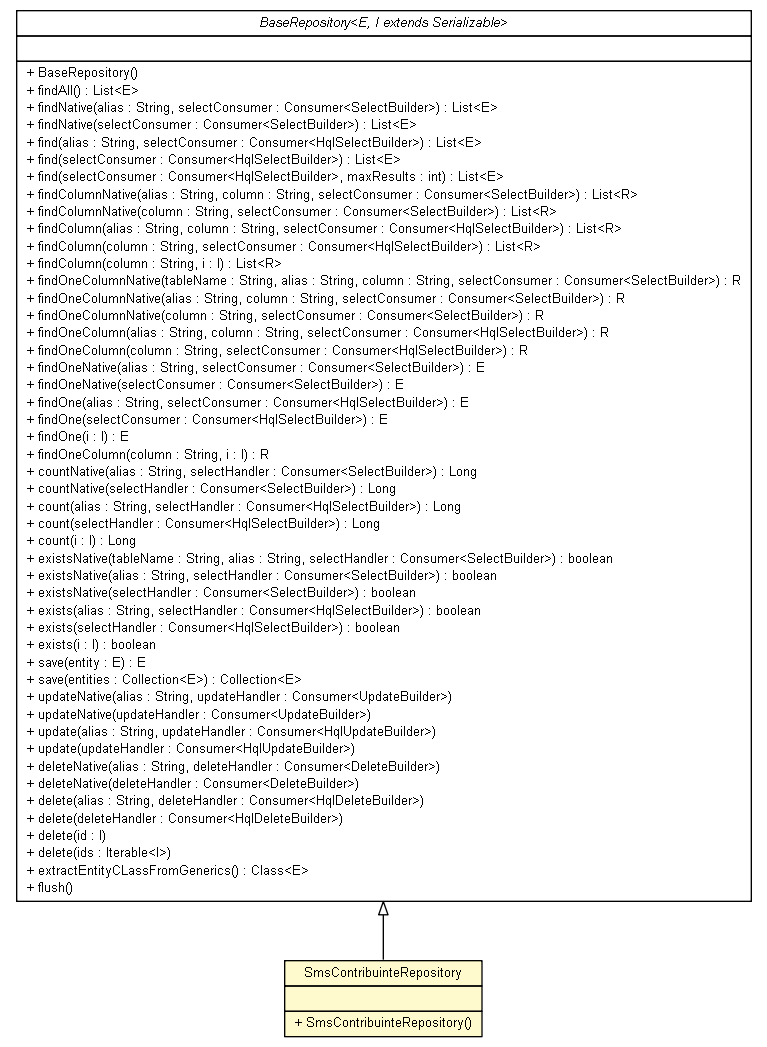 BaseRepository<E, I extends Serializable>
+ BaseRepository()
+ findAll() : List<E>
+ findNative(alias : String, selectConsumer : Consumer<SelectBuilder>) : List<E>
+ findNative(selectConsumer : Consumer<SelectBuilder>) : List<E>
+ find(alias : String, selectConsumer : Consumer<HqlSelectBuilder>) : List<E>
+ find(selectConsumer : Consumer<HqlSelectBuilder>) : List<E>
+ find(selectConsumer : Consumer<HqlSelectBuilder>, maxResults : int) : List<E>
+ findColumnNative(alias : String, column : String, selectConsumer : Consumer<SelectBuilder>) : List<R>
+ findColumnNative(column : String, selectConsumer : Consumer<SelectBuilder>) : List<R>
+ findColumn(alias : String, column : String, selectConsumer : Consumer<HqlSelectBuilder>) : List<R>
+ findColumn(column : String, selectConsumer : Consumer<HqlSelectBuilder>) : List<R>
+ findColumn(column : String, i : I) : List<R>
+ findOneColumnNative(tableName : String, alias : String, column : String, selectConsumer : Consumer<SelectBuilder>) : R
+ findOneColumnNative(alias : String, column : String, selectConsumer : Consumer<SelectBuilder>) : R
+ findOneColumnNative(column : String, selectConsumer : Consumer<SelectBuilder>) : R
+ findOneColumn(alias : String, column : String, selectConsumer : Consumer<HqlSelectBuilder>) : R
+ findOneColumn(column : String, selectConsumer : Consumer<HqlSelectBuilder>) : R
+ findOneNative(alias : String, selectConsumer : Consumer<SelectBuilder>) : E
+ findOneNative(selectConsumer : Consumer<SelectBuilder>) : E
+ findOne(alias : String, selectConsumer : Consumer<HqlSelectBuilder>) : E
+ findOne(selectConsumer : Consumer<HqlSelectBuilder>) : E
+ findOne(i : I) : E
+ findOneColumn(column : String, i : I) : R
+ countNative(alias : String, selectHandler : Consumer<SelectBuilder>) : Long
+ countNative(selectHandler : Consumer<SelectBuilder>) : Long
+ count(alias : String, selectHandler : Consumer<HqlSelectBuilder>) : Long
+ count(selectHandler : Consumer<HqlSelectBuilder>) : Long
+ count(i : I) : Long
+ existsNative(tableName : String, alias : String, selectHandler : Consumer<SelectBuilder>) : boolean
+ existsNative(alias : String, selectHandler : Consumer<SelectBuilder>) : boolean
+ existsNative(selectHandler : Consumer<SelectBuilder>) : boolean
+ exists(alias : String, selectHandler : Consumer<HqlSelectBuilder>) : boolean
+ exists(selectHandler : Consumer<HqlSelectBuilder>) : boolean
+ exists(i : I) : boolean
+ save(entity : E) : E
+ save(entities : Collection<E>) : Collection<E>
+ updateNative(alias : String, updateHandler : Consumer<UpdateBuilder>)
+ updateNative(updateHandler : Consumer<UpdateBuilder>)
+ update(alias : String, updateHandler : Consumer<HqlUpdateBuilder>)
+ update(updateHandler : Consumer<HqlUpdateBuilder>)
+ deleteNative(alias : String, deleteHandler : Consumer<DeleteBuilder>)
+ deleteNative(deleteHandler : Consumer<DeleteBuilder>)
+ delete(alias : String, deleteHandler : Consumer<HqlDeleteBuilder>)
+ delete(deleteHandler : Consumer<HqlDeleteBuilder>)
+ delete(id : I)
+ delete(ids : Iterable<I>)
+ extractEntityCLassFromGenerics() : Class<E>
+ flush()
SmsContribuinteRepository
+ SmsContribuinteRepository()